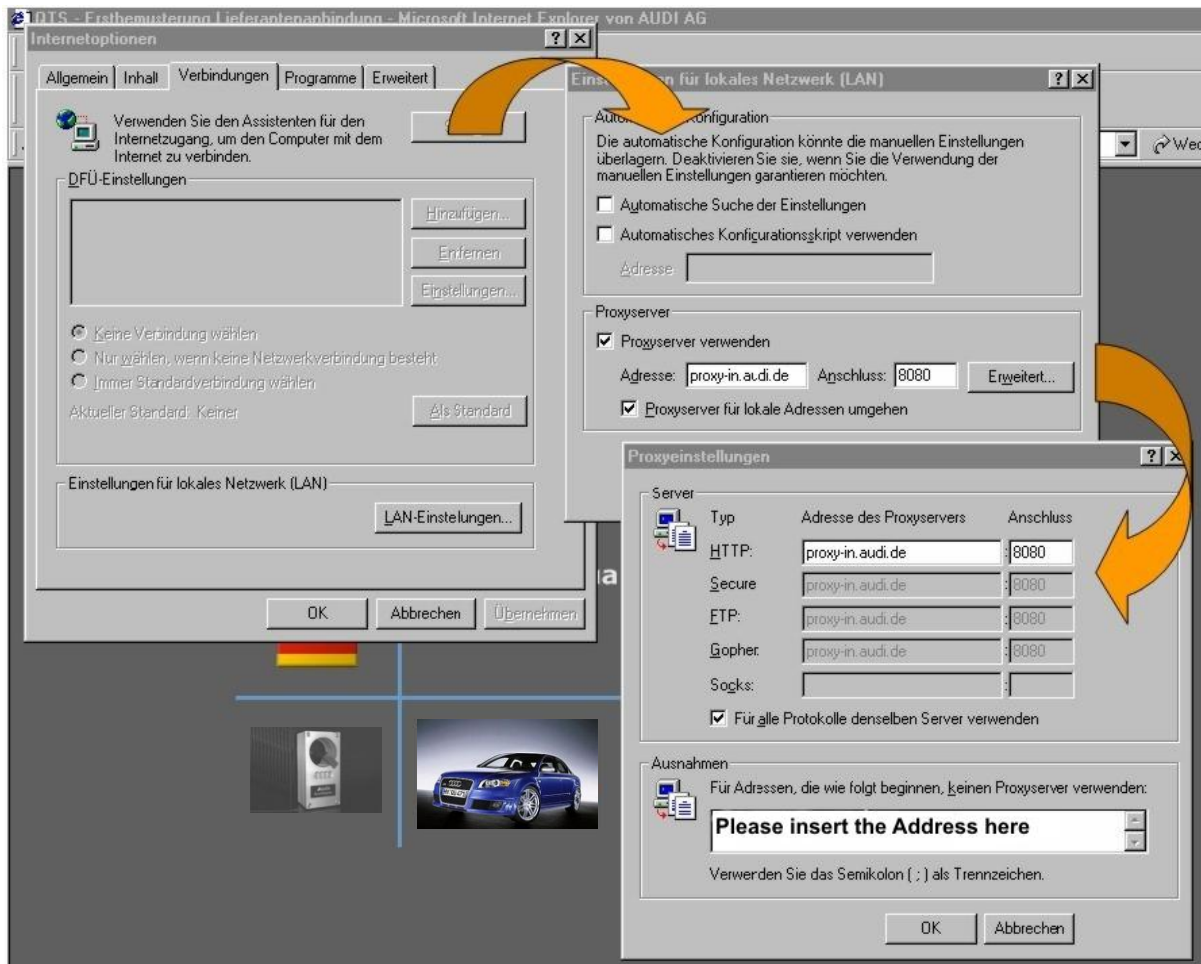 QTS - Erstbemusterung Lieferantenanbindung - Microsoft Internet Explorer von AUDI AG
Internetoptionen
Allgemein
Inhalt
Verbindungen
Programme
Erweitert
Verwenden Sie den Assistenten für den
Internetzugang, um den Computer mit dem
Internet zu verbinden.
DFÜ-Einstellungen
Hinzufügen...
Entfernen
Einstellungen...
Keine Verbindung wählen
Nur wählen, wenn keine Netzwerkverbindung besteht
Immer Standardverbindung wählen
Aktueller Standard: Keiner
Als Standard
Einstellungen für lokales Netzwerk (LAN)
LAN-Einstellungen...
OK
Abbrechen
Übernehmen
für lokales Netzwerk (LAN)
Die automatische Konfiguration könnte die manuellen Einstellungen
überlagern. Deaktivieren Sie sie, wenn Sie die Verwendung der
manuellen Einstellungen garantieren möchten.
Automatische Suche der Einstellungen
Automatisches Konfigurationsskript verwenden
Adresse
Proxyserver
Proxyserver verwenden
Adresse: proxy-in.audi.de Anschluss: 8080 Erweitert...
Proxyserver für lokale Adressen umgehen
Proxyeinstellungen
Server
Typ Adresse des Proxyservers Anschluss
HTTP: proxy-in.audi.de : 8080
Secure proxy-in.audi.de : 8080
FTP: proxy-in.audi.de : 8080
Gopher: proxy-in.audi.de : 8080
Socks: :
Für alle Protokolle denselben Server verwenden
Ausnahmen
Für Adressen, die wie folgt beginnen, keinen Proxyserver verwenden:
Please insert the Address here
Verwenden Sie das Semikolon ( ; ) als Trennzeichen.
OK
Abbrechen